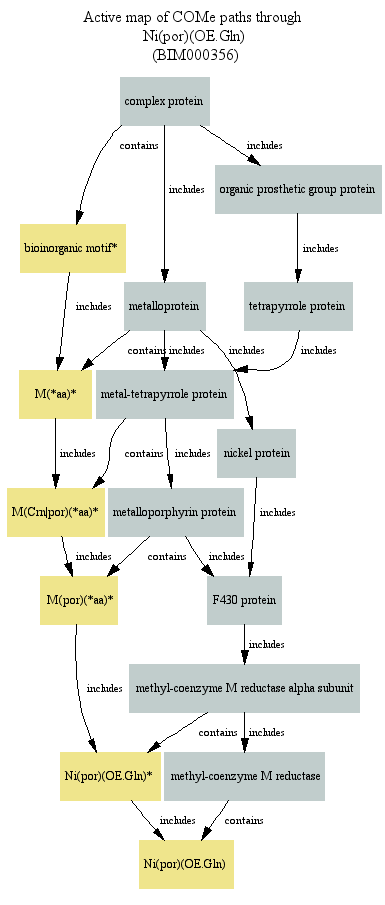 Active map of COMe paths through
Ni(por)(OE.Gln)
(BIM000356)
complex protein
contains
includes
includes
organic prosthetic group protein
bioinorganic motif*
includes
includes
metalloprotein
tetrapyrrole protein
contains
includes
includes
includes
M(*aa)*
metal-tetrapyrrole protein
nickel protein
includes
contains
includes
M(Crn|por)(*aa)*
metalloporphyrin protein
includes
includes
contains
includes
M(por)(*aa)*
F430 protein
includes
includes
methyl-coenzyme M reductase alpha subunit
contains
includes
Ni(por)(OE.Gln)*
methyl-coenzyme M reductase
includes
contains
Ni(por)(OE.Gln)